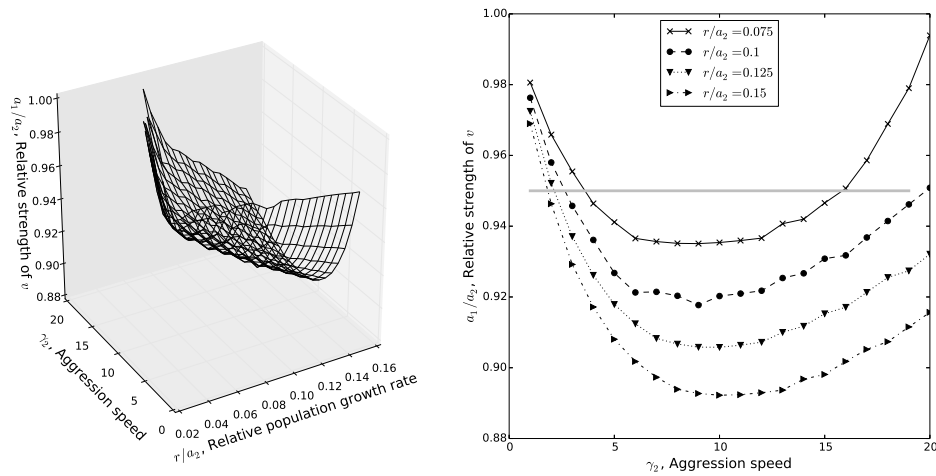 1.00
0.98
0.96
0.94
0.92
0.90
0.88
a₁/a₂, Relative strength of v
20
15
10
5
0
γ₂, Aggression speed
0.02 0.04 0.06 0.08 0.10 0.12 0.14 0.16
r/a₂, Relative population growth rate
1.00
0.98
0.96
0.94
0.92
0.90
0.88
a₁/a₂, Relative strength of v
r/a₂ = 0.075
r/a₂ = 0.1
r/a₂ = 0.125
r/a₂ = 0.15
0 5 10 15 20
γ₂, Aggression speed